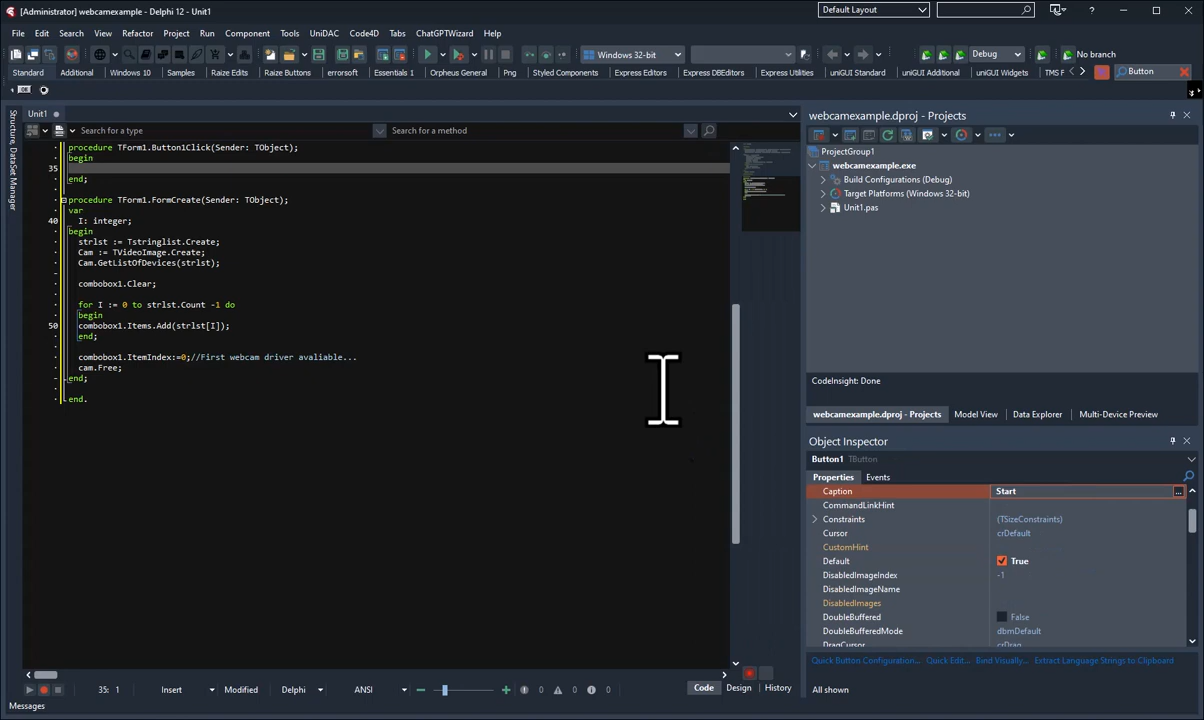 [Administrator] webcamexample - Delphi 12 - Unit1
Default Layout
File Edit Search View Refactor Project Run Component Tools UniDAC Code4D Tabs ChatGPTWizard Help
Windows 32-bit
Debug
No branch
Standard Additional Windows 10 Samples Raize Edits Raize Buttons errorsoft Essentials 1 Orpheus General Png Styled Components Express Editors Express DBEditors Express Utilities uniGUI Standard uniGUI Additional uniGUI Widgets TMS F
Button
Unit1
Search for a type
Search for a method
Structure, DataSet Manager
procedure TForm1.Button1Click(Sender: TObject);
begin
35
end;
procedure TForm1.FormCreate(Sender: TObject);
var
40 I: integer;
begin
strlst := Tstringlist.Create;
Cam := TVideoImage.Create;
Cam.GetListOfDevices(strlst);
combobox1.Clear;
for I := 0 to strlst.Count -1 do
begin
50 combobox1.Items.Add(strlst[I]);
end;
combobox1.ItemIndex:=0;//First webcam driver avaliable...
cam.Free;
end;
end.
35: 1 Insert Modified Delphi ANSI 0 0 0
Code Design History
Messages
webcamexample.dproj - Projects
ProjectGroup1
webcamexample.exe
Build Configurations (Debug)
Target Platforms (Windows 32-bit)
Unit1.pas
CodeInsight: Done
webcamexample.dproj - Projects Model View Data Explorer Multi-Device Preview
Object Inspector
Button1 TButton
Properties Events
Caption Start ...
CommandLinkHint
Constraints (TSizeConstraints)
Cursor crDefault
CustomHint
Default True
DisabledImageIndex -1
DisabledImageName
DisabledImages
DoubleBuffered False
DoubleBufferedMode dbmDefault
DragCursor crDrag
Quick Button Configuration... Quick Edit... Bind Visually... Extract Language Strings to Clipboard
All shown